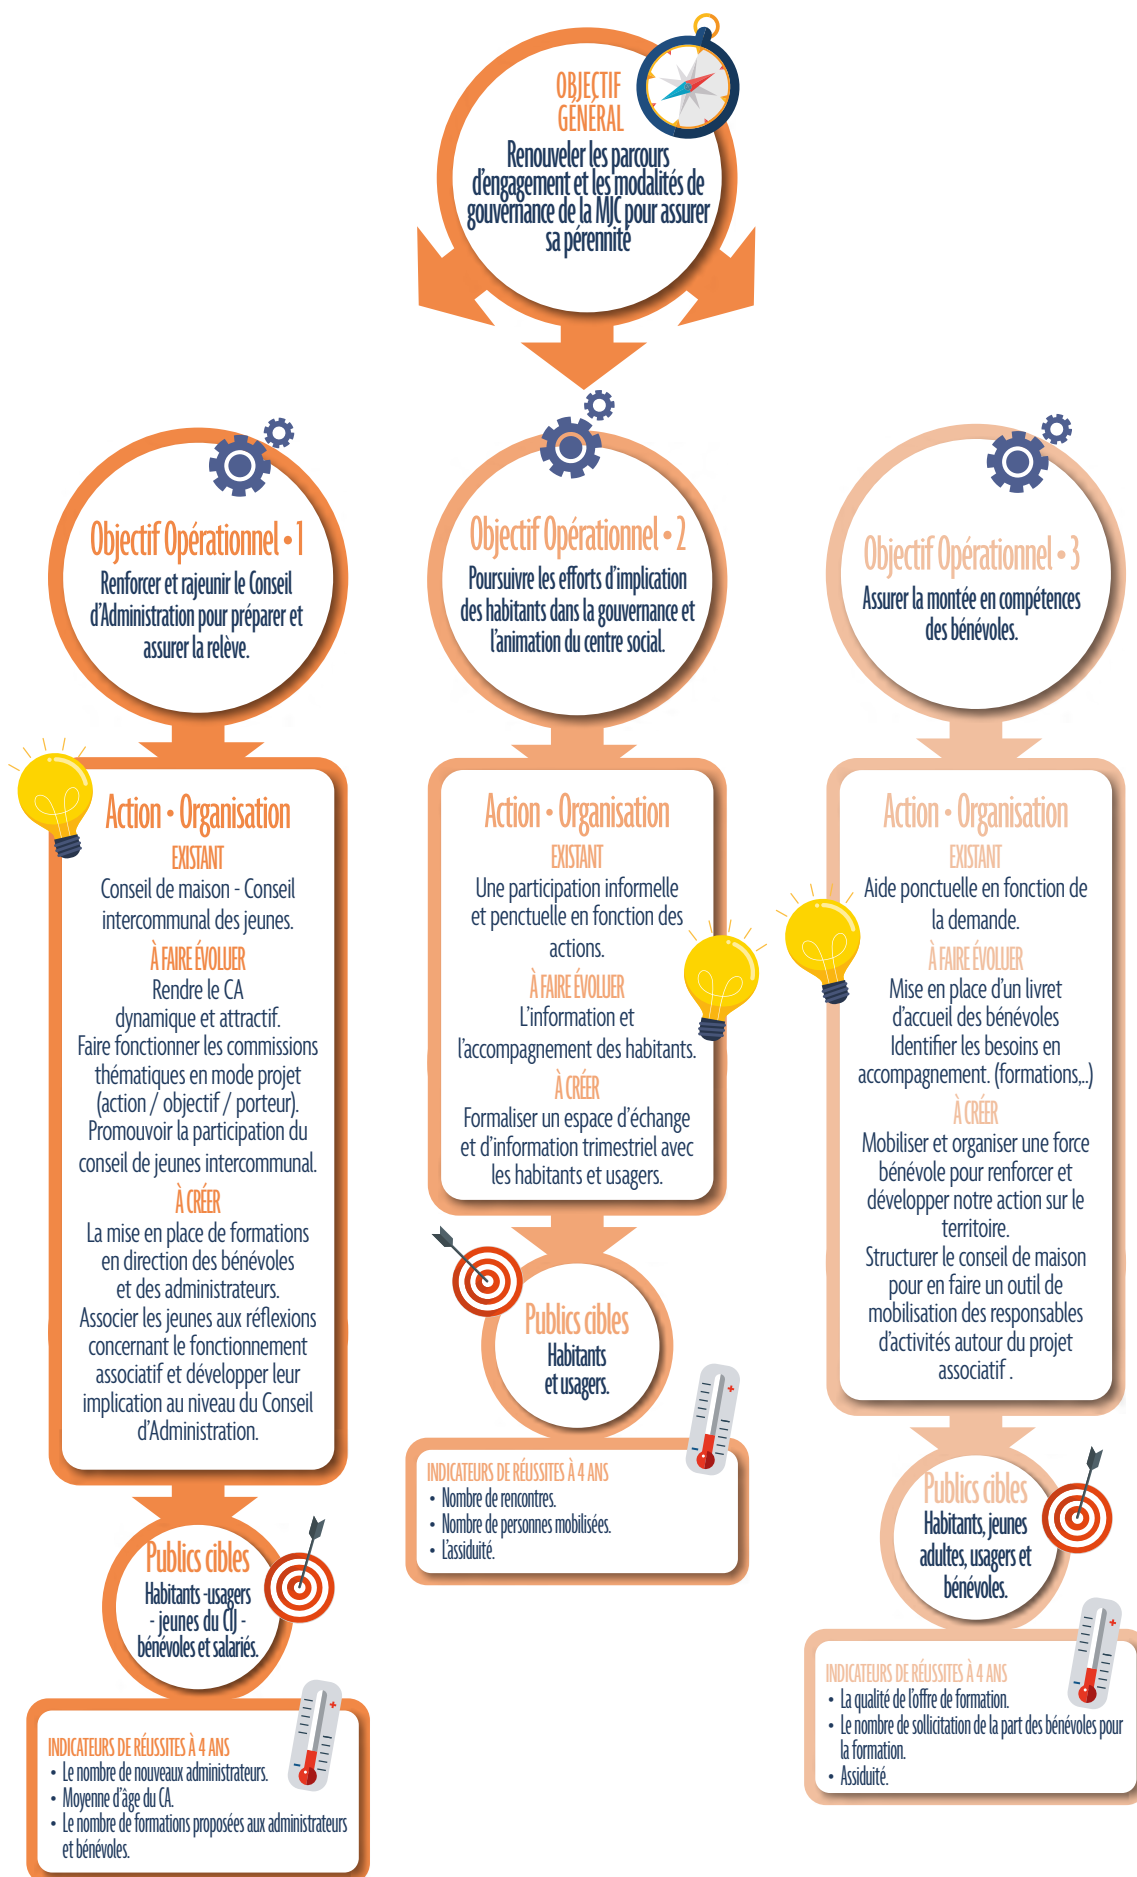 OBJECTIF
GÉNÉRAL
Renouveler les parcours
d'engagement et les modalités de
gouvernance de la MJC pour assurer
sa pérennité
Objectif Opérationnel • 1
Renforcer et rajeunir le Conseil
d'Administration pour préparer et
assurer la relève.
Action • Organisation
EXISTANT
Conseil de maison - Conseil
intercommunal des jeunes.
À FAIRE ÉVOLUER
Rendre le CA
dynamique et attractif.
Faire fonctionner les commissions
thématiques en mode projet
(action / objectif / porteur).
Promouvoir la participation du
conseil de jeunes intercommunal.
À CRÉER
La mise en place de formations
en direction des bénévoles
et des administrateurs.
Associer les jeunes aux réflexions
concernant le fonctionnement
associatif et développer leur
implication au niveau du Conseil
d'Administration.
Publics cibles
Habitants -usagers
- jeunes du CIJ -
bénévoles et salariés.
INDICATEURS DE RÉUSSITES À 4 ANS
• Le nombre de nouveaux administrateurs.
• Moyenne d'âge du CA.
• Le nombre de formations proposées aux administrateurs
et bénévoles.
Objectif Opérationnel • 2
Poursuivre les efforts d'implication
des habitants dans la gouvernance et
l'animation du centre social.
Action • Organisation
EXISTANT
Une participation informelle
et penctuelle en fonction des
actions.
À FAIRE ÉVOLUER
L'information et
l'accompagnement des habitants.
À CRÉER
Formaliser un espace d'échange
et d'information trimestriel avec
les habitants et usagers.
Publics cibles
Habitants
et usagers.
INDICATEURS DE RÉUSSITES À 4 ANS
• Nombre de rencontres.
• Nombre de personnes mobilisées.
• L'assiduité.
Objectif Opérationnel • 3
Assurer la montée en compétences
des bénévoles.
Action • Organisation
EXISTANT
Aide ponctuelle en fonction de
la demande.
À FAIRE ÉVOLUER
Mise en place d'un livret
d'accueil des bénévoles
Identifier les besoins en
accompagnement. (formations,..)
À CRÉER
Mobiliser et organiser une force
bénévole pour renforcer et
développer notre action sur le
territoire.
Structurer le conseil de maison
pour en faire un outil de
mobilisation des responsables
d'activités autour du projet
associatif .
Publics cibles
Habitants, jeunes
adultes, usagers et
bénévoles.
INDICATEURS DE RÉUSSITES À 4 ANS
• La qualité de l'offre de formation.
• Le nombre de sollicitation de la part des bénévoles pour
la formation.
• Assiduité.